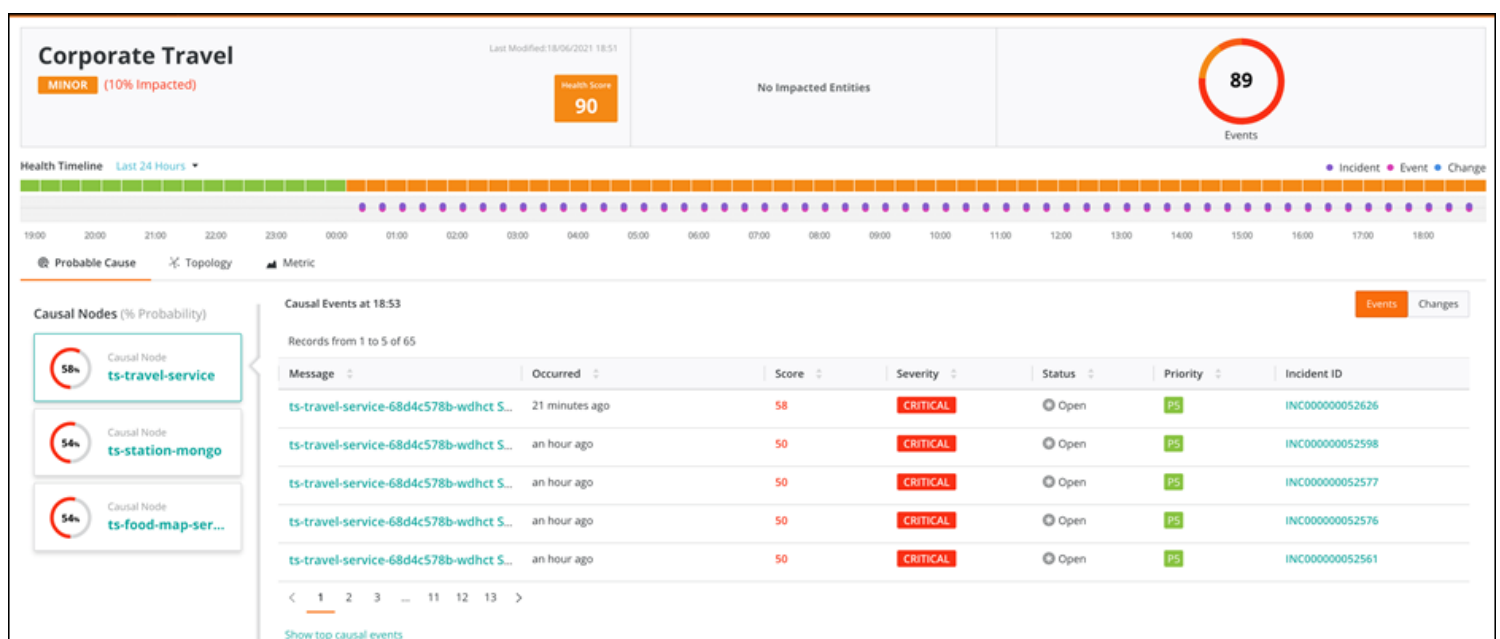 Corporate Travel
Last Modified:18/06/2021 18:51
MINOR (10% Impacted)
Health Score
90
No Impacted Entities
89
Events
Health Timeline Last 24 Hours
Incident Event Change
19:00 20:00 21:00 22:00 23:00 00:00 01:00 02:00 03:00 04:00 05:00 06:00 07:00 08:00 09:00 10:00 11:00 12:00 13:00 14:00 15:00 16:00 17:00 18:00
Probable Cause Topology Metric
Causal Nodes (% Probability)
58%
Causal Node
ts-travel-service
54%
Causal Node
ts-station-mongo
54%
Causal Node
ts-food-map-ser...
Causal Events at 18:53
Events Changes
Records from 1 to 5 of 65
Message Occurred Score Severity Status Priority Incident ID
ts-travel-service-68d4c578b-wdhct S... 21 minutes ago 58 CRITICAL Open P5 INC000000052626
ts-travel-service-68d4c578b-wdhct S... an hour ago 50 CRITICAL Open P5 INC000000052598
ts-travel-service-68d4c578b-wdhct S... an hour ago 50 CRITICAL Open P5 INC000000052577
ts-travel-service-68d4c578b-wdhct S... an hour ago 50 CRITICAL Open P5 INC000000052576
ts-travel-service-68d4c578b-wdhct S... an hour ago 50 CRITICAL Open P5 INC000000052561
< 1 2 3 ... 11 12 13 >
Show top causal events